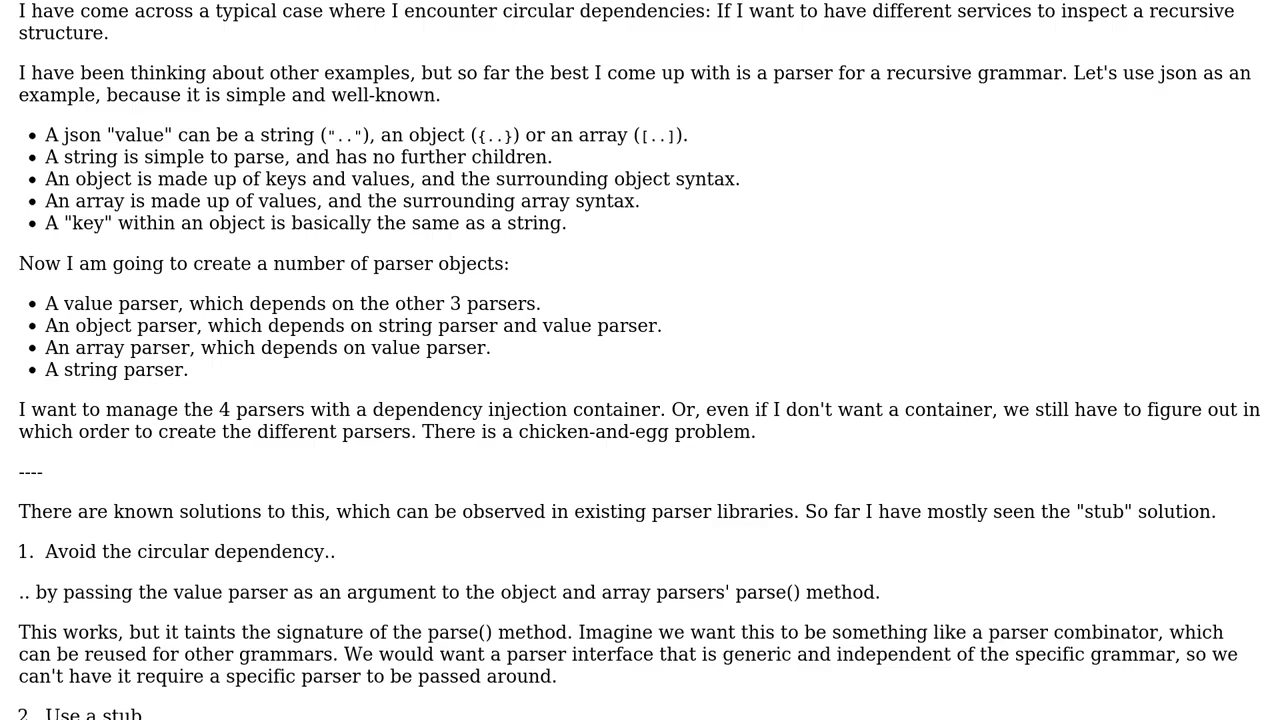 I have come across a typical case where I encounter circular dependencies: If I want to have different services to inspect a recursive
structure.
I have been thinking about other examples, but so far the best I come up with is a parser for a recursive grammar. Let's use json as an
example, because it is simple and well-known.
• A json "value" can be a string (".."), an object ({..}) or an array ([..]).
• A string is simple to parse, and has no further children.
• An object is made up of keys and values, and the surrounding object syntax.
• An array is made up of values, and the surrounding array syntax.
• A "key" within an object is basically the same as a string.
Now I am going to create a number of parser objects:
• A value parser, which depends on the other 3 parsers.
• An object parser, which depends on string parser and value parser.
• An array parser, which depends on value parser.
• A string parser.
I want to manage the 4 parsers with a dependency injection container. Or, even if I don't want a container, we still have to figure out in
which order to create the different parsers. There is a chicken-and-egg problem.
----
There are known solutions to this, which can be observed in existing parser libraries. So far I have mostly seen the "stub" solution.
1. Avoid the circular dependency..
.. by passing the value parser as an argument to the object and array parsers' parse() method.
This works, but it taints the signature of the parse() method. Imagine we want this to be something like a parser combinator, which
can be reused for other grammars. We would want a parser interface that is generic and independent of the specific grammar, so we
can't have it require a specific parser to be passed around.
2. Use a stub